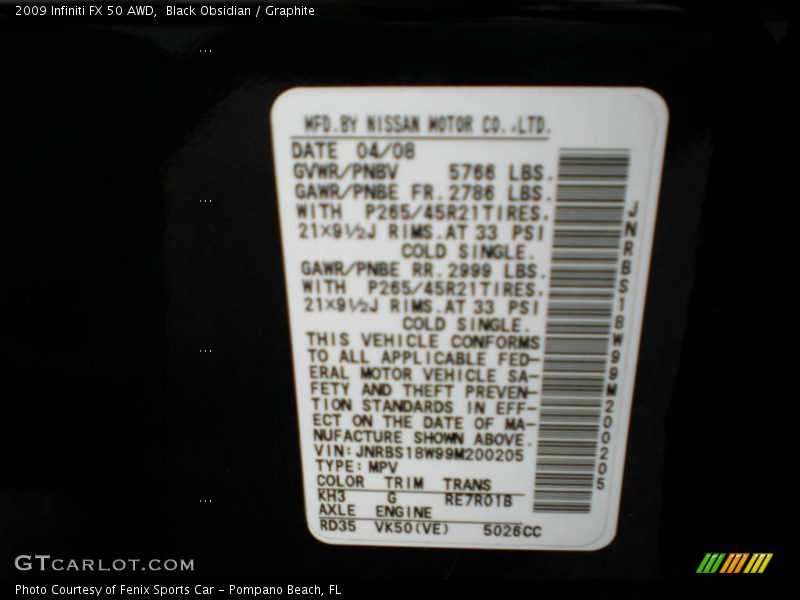 2009 Infiniti FX 50 AWD,  Black Obsidian / Graphite
MFD.BY NISSAN MOTOR CO.,LTD.
DATE 04/08
GVWR/PNBV 5766 LBS.
GAWR/PNBE FR.2786 LBS.
WITH P265/45R21TIRES.
21×9½J RIMS.AT 33 PSI
COLD SINGLE.
GAWR/PNBE RR.2999 LBS.
WITH P265/45R21TIRES.
21×9½J RIMS.AT 33 PSI
COLD SINGLE.
THIS VEHICLE CONFORMS
TO ALL APPLICABLE FED-
ERAL MOTOR VEHICLE SA-
FETY AND THEFT PREVEN-
TION STANDARDS IN EFF-
ECT ON THE DATE OF MA-
NUFACTURE SHOWN ABOVE.
VIN:JNRBS18W99M200205
TYPE:MPV
COLOR TRIM TRANS
KH3 G RE7R01B
AXLE ENGINE
RD35 VK50(VE) 5026CC
JNRBS18W99M200205
GTCARLOT.COM
Photo Courtesy of Fenix Sports Car - Pompano Beach, FL